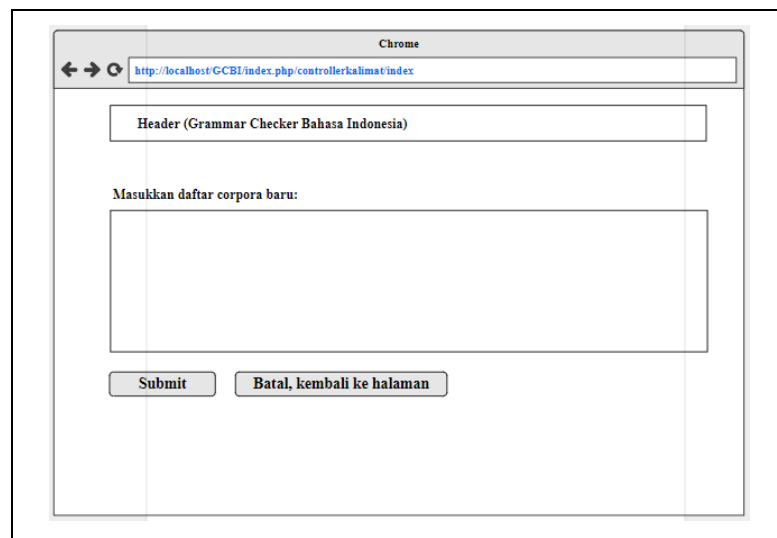 Chrome
http://localhost/GCBI/index.php/controllerkalimat/index
Header (Grammar Checker Bahasa Indonesia)
Masukkan daftar corpora baru:
Submit
Batal, kembali ke halaman